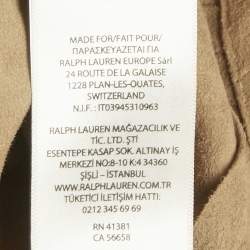 MADE FOR/FAIT POUR/
ΠΑΡΑΣΚΕΥΑΖΕΤΑΙ ΓΙΑ
RALPH LAUREN EUROPE Sárl
24 ROUTE DE LA GALAISE
1228 PLAN-LES-OUATES,
SWITZERLAND
N.I.F.: IT03945310963
RALPH LAUREN MAĞAZACILIK VE
TİC. LTD. ŞTİ
ESENTEPE KASAP SOK. ALTINAY İŞ
MERKEZİ NO:8-10 K:4 34360
ŞİŞLİ - İSTANBUL
WWW.RALPHLAUREN.COM.TR
TÜKETİCİ İLETİŞİM HATTI:
0212 345 69 69
RN 41381
CA 56658